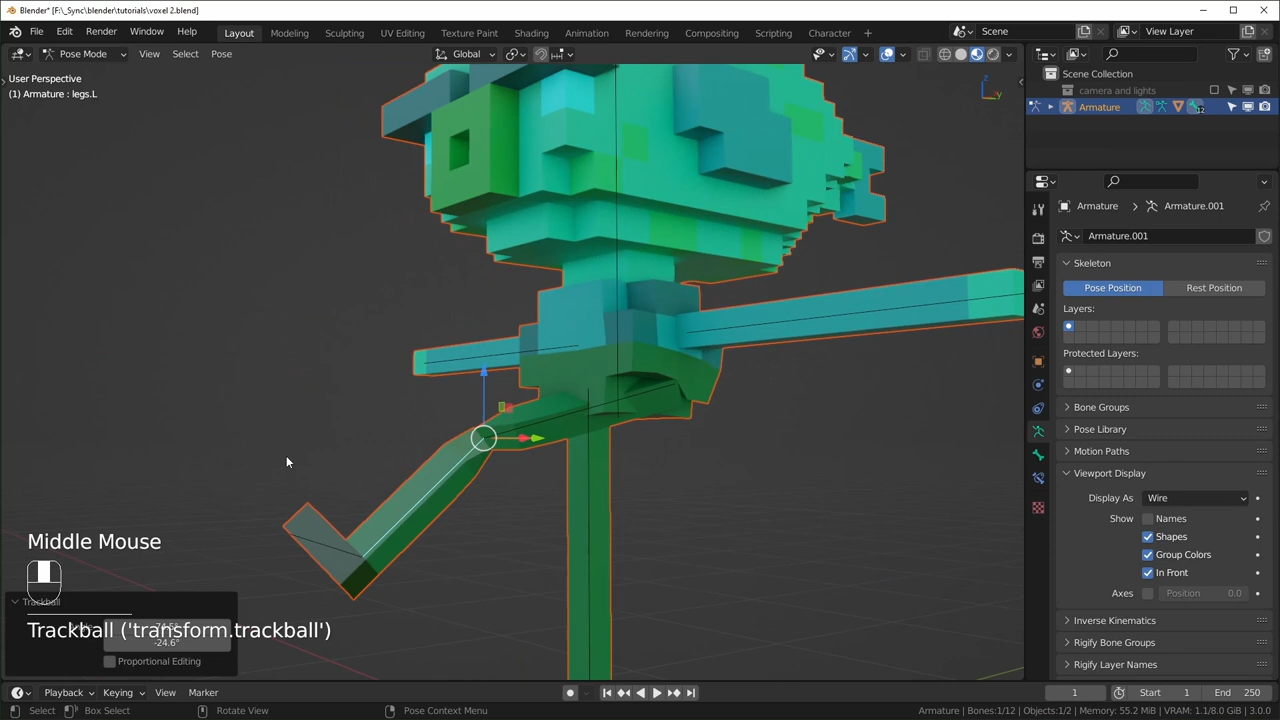 Blender* [F:\_Sync\blender\tutorials\voxel 2.blend]
File Edit Render Window Help Layout Modeling Sculpting UV Editing Texture Paint Shading Animation Rendering Compositing Scripting Character + Scene View Layer
Pose Mode View Select Pose Global
User Perspective
(1) Armature : legs.L
z
Y
Scene Collection
camera and lights
Armature 12
Armature Armature.001
Armature.001
Skeleton
Pose Position Rest Position
Layers:
Protected Layers:
Bone Groups
Pose Library
Motion Paths
Viewport Display
Display As Wire
Show Names
Shapes
Group Colors
In Front
Axes Position 0.0
Inverse Kinematics
Rigify Bone Groups
Rigify Layer Names
Middle Mouse
Trackball
Trackball ('transform.trackball')
-24.6°
Proportional Editing
Playback Keying View Marker 1 Start 1 End 250
Select Box Select Rotate View Pose Context Menu Armature | Bones:1/12 | Objects:1/2 | Memory: 55.2 MiB | VRAM: 1.1/8.0 GiB | 3.0.0